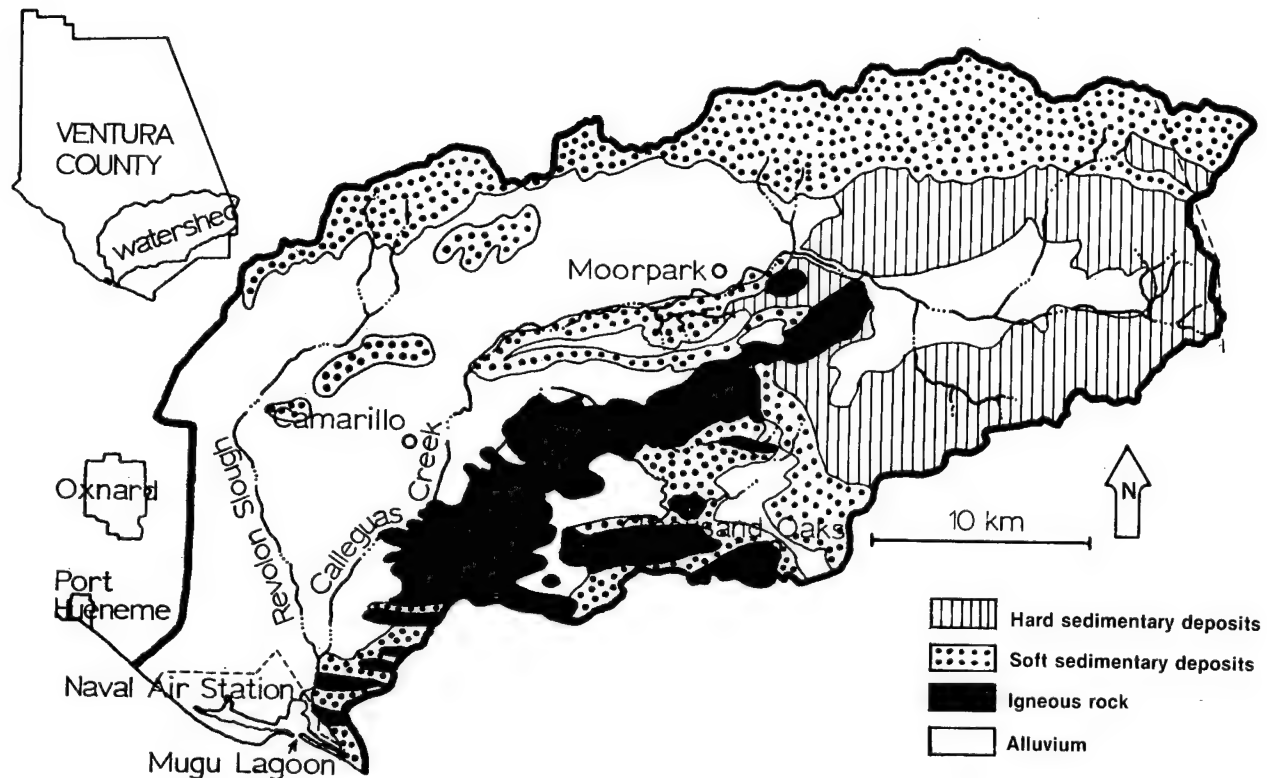 VENTURA
COUNTY
watershed
Moorpark
Camarillo
Creek
Calleguas
Revolon Slough
Oxnard
Port
Hueneme
Naval Air Station
Mugu Lagoon
Oaks
N
10 km
Hard sedimentary deposits
Soft sedimentary deposits
Igneous rock
Alluvium